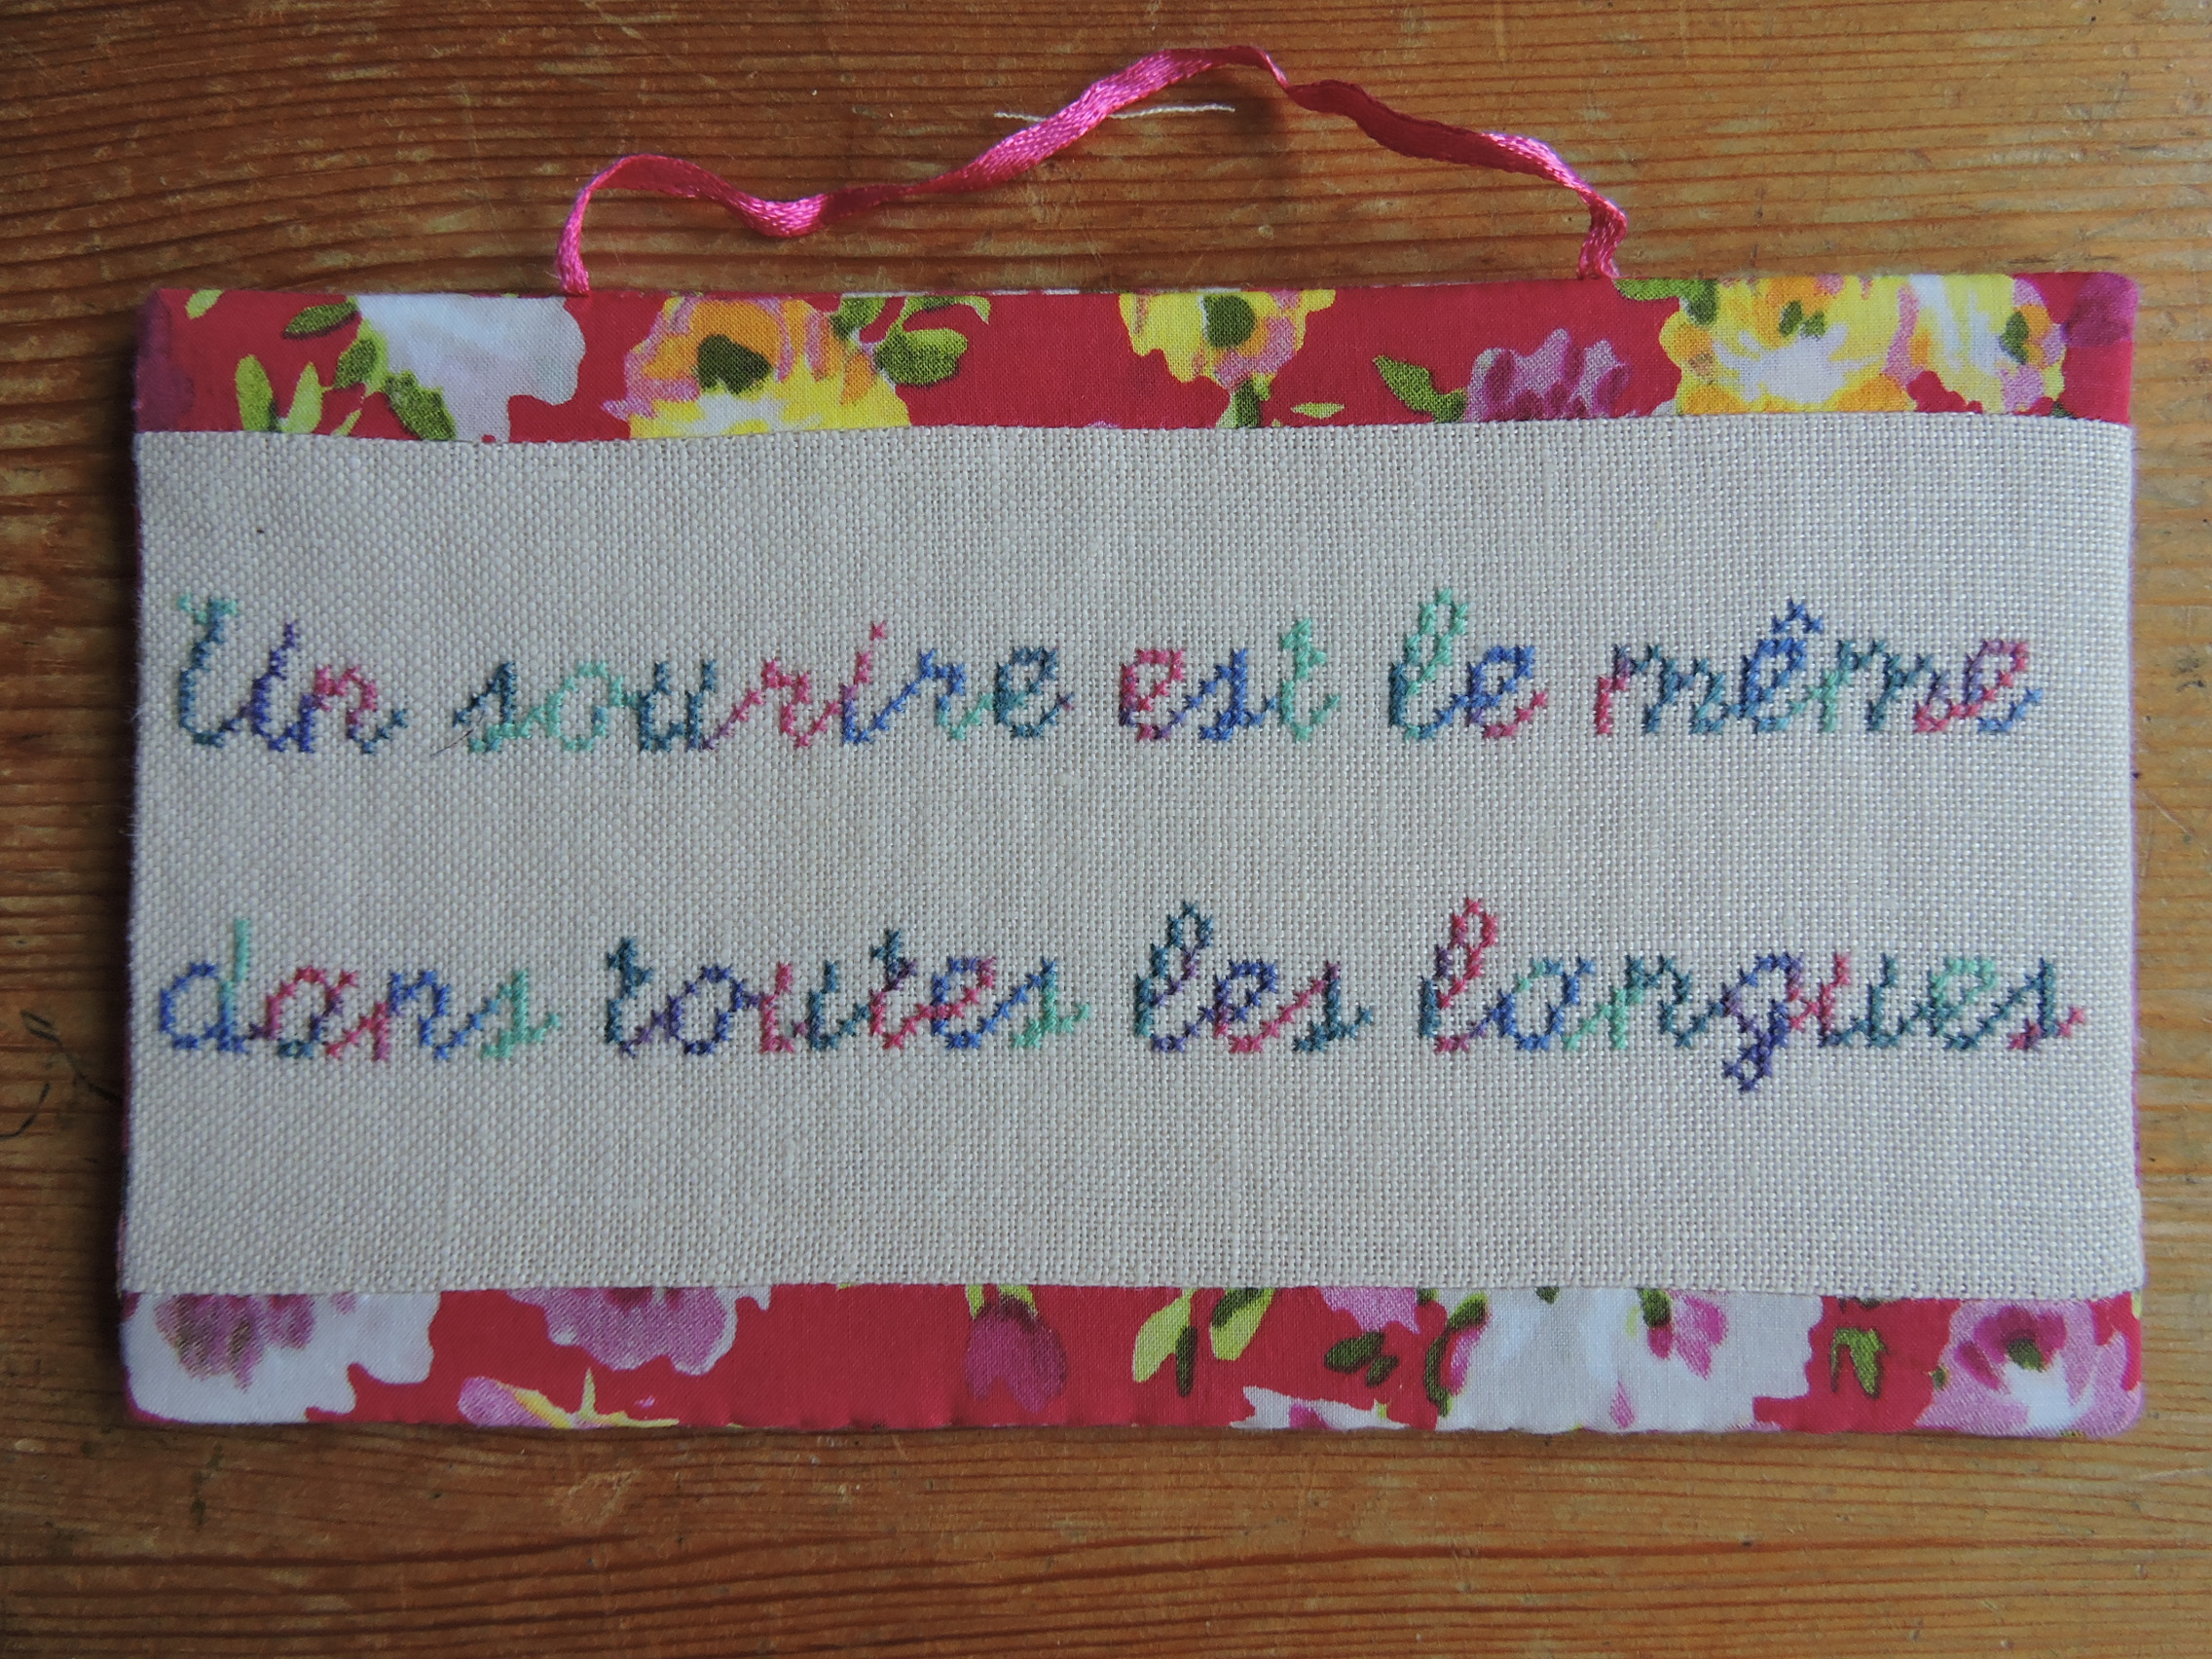 Un sourire est le même
dans toutes les langues